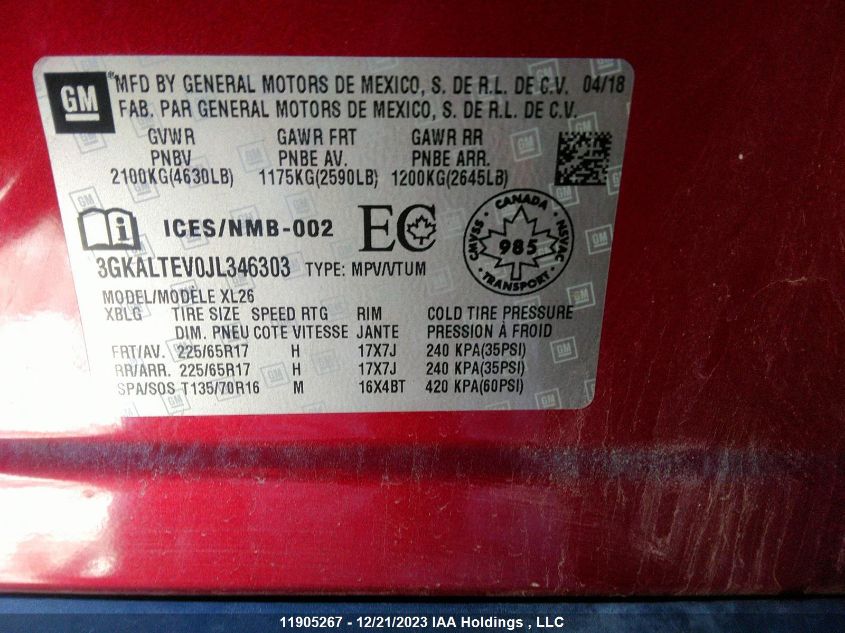 GM
MFD BY GENERAL MOTORS DE MEXICO, S. DE R.L. DE C.V. 04/18
FAB. PAR GENERAL MOTORS DE MEXICO, S. DE R.L. DE C.V.
GVWR GAWR FRT GAWR RR
PNBV PNBE AV. PNBE ARR.
2100KG(4630LB) 1175KG(2590LB) 1200KG(2645LB)
ICES/NMB-002 EC CANADA CMVSS 985 NSVAC TRANSPORT
3GKALTEV0JL346303 TYPE: MPV/VTUM
MODEL/MODÈLE XL26
XBLG TIRE SIZE SPEED RTG RIM COLD TIRE PRESSURE
DIM. PNEU COTE VITESSE JANTE PRESSION À FROID
FRT/AV. 225/65R17 H 17X7J 240 KPA(35PSI)
RR/ARR. 225/65R17 H 17X7J 240 KPA(35PSI)
SPA/SOS T135/70R16 M 16X4BT 420 KPA(60PSI)
11905267 - 12/21/2023 IAA Holdings , LLC